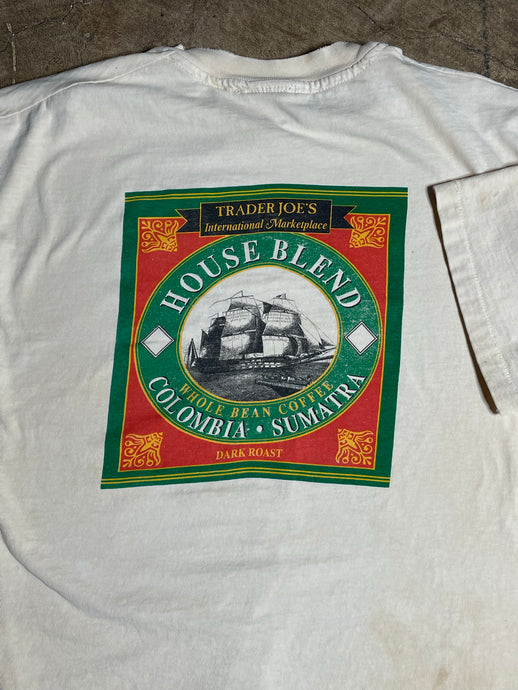 TRADER JOE'S
International Marketplace
HOUSE BLEND
WHOLE BEAN COFFEE
COLOMBIA • SUMATRA
DARK ROAST